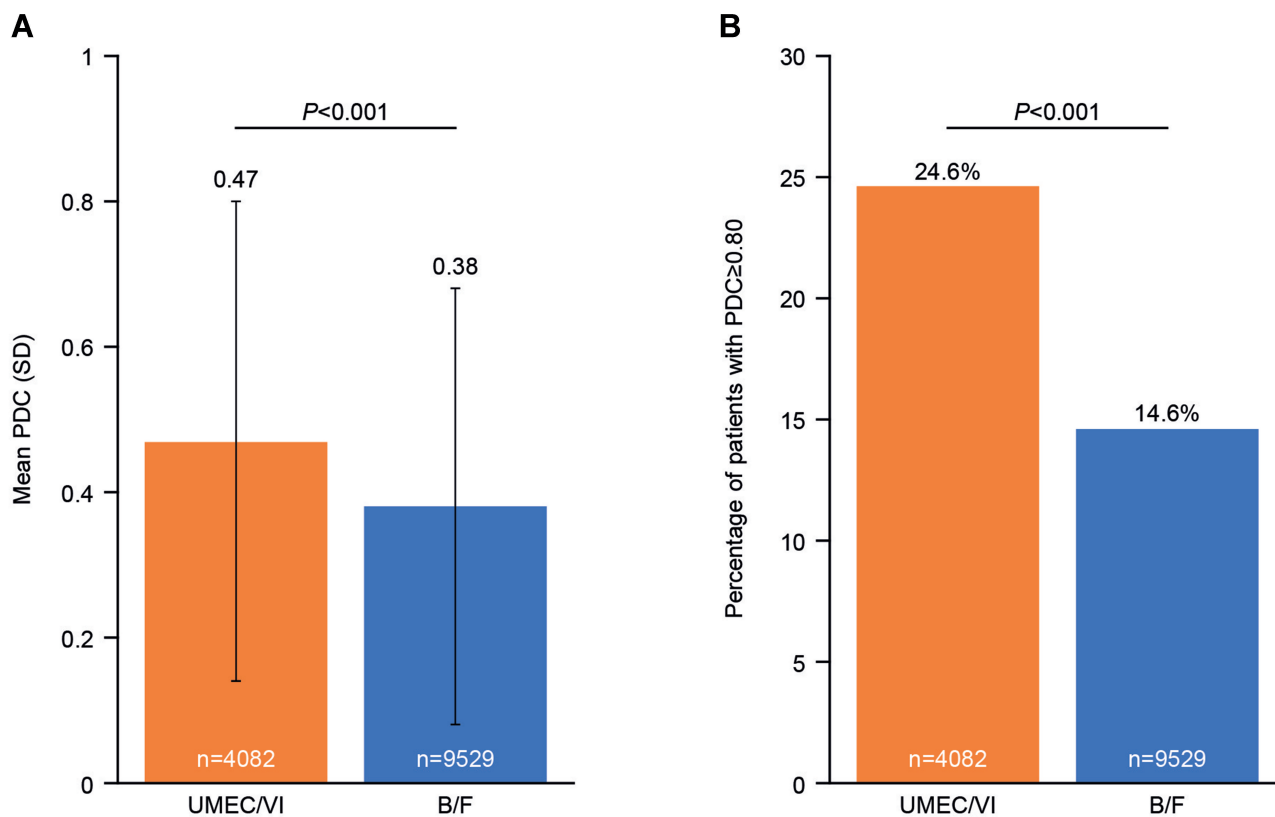 A
Mean PDC (SD)
1
0.8
0.6
0.4
0.2
0
P<0.001
0.47
0.38
n=4082
n=9529
UMEC/VI
B/F
B
Percentage of patients with PDC≥0.80
30
25
20
15
10
5
0
P<0.001
24.6%
14.6%
n=4082
n=9529
UMEC/VI
B/F